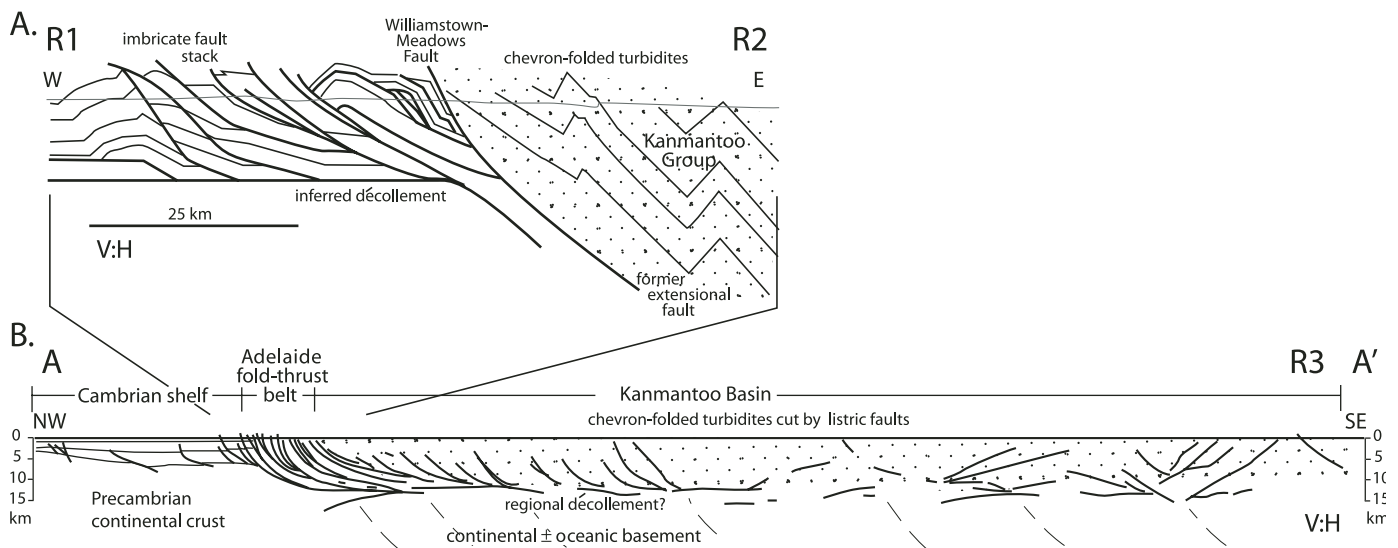 A.
R1
R2
W
E
imbricate fault
stack
Williamstown-
Meadows
Fault
chevron-folded turbidites
Kanmantoo
Group
inferred décollement
25 km
V:H
former
extensional
fault
B.
A
R3
A'
Cambrian shelf
Adelaide
fold-thrust
belt
Kanmantoo Basin
NW
chevron-folded turbidites cut by listric faults
SE
0
5
10
15
km
0
5
10
15
km
Precambrian
continental crust
regional décollement?
continental ± oceanic basement
V:H